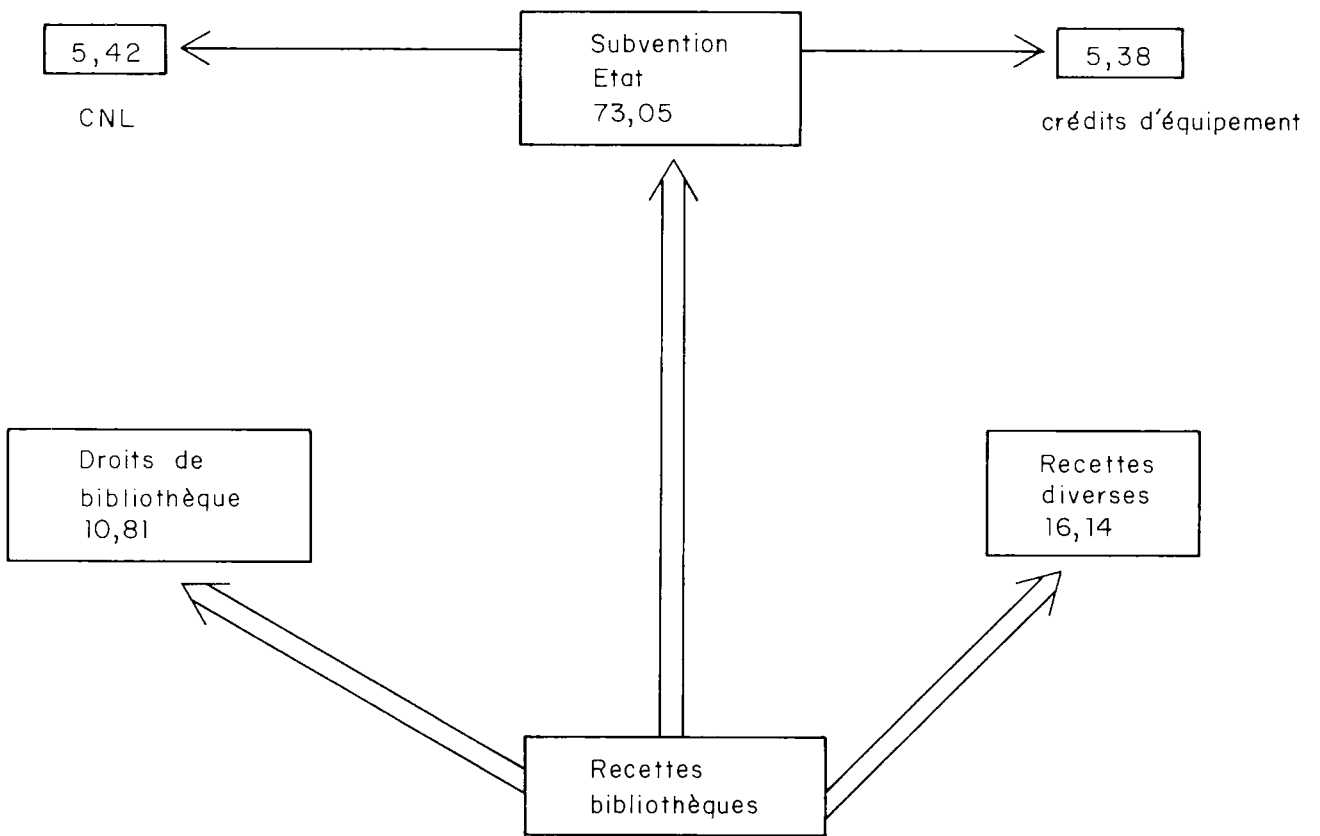 5,42
CNL
Subvention
Etat
73,05
5,38
crédits d'équipement
Droits de
bibliothèque
10,81
Recettes
diverses
16,14
Recettes
bibliothèques